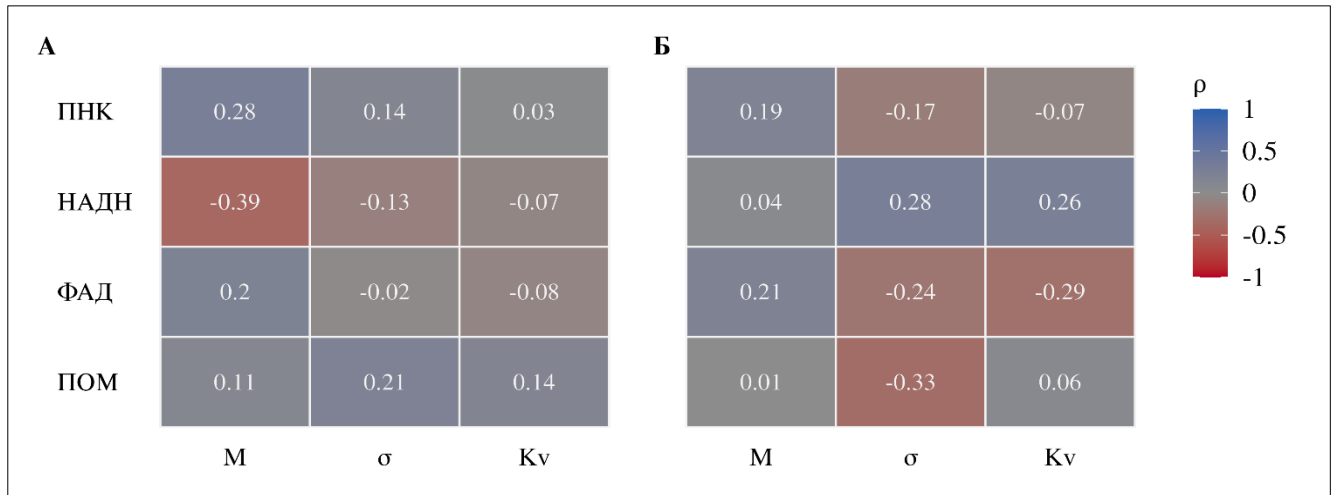 А Б
ρ
ПНК 0.28 0.14 0.03 0.19 -0.17 -0.07
1
0.5
НАДН -0.39 -0.13 -0.07 0.04 0.28 0.26
0
-0.5
-1
ФАД 0.2 -0.02 -0.08 0.21 -0.24 -0.29
ПОМ 0.11 0.21 0.14 0.01 -0.33 0.06
M σ Kv M σ Kv